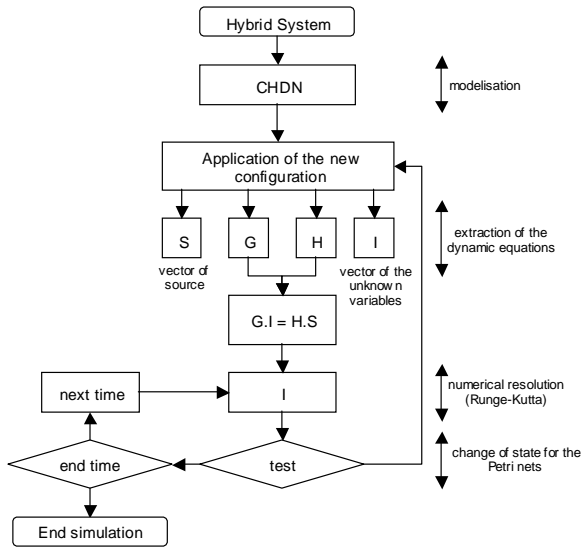 Hybrid System
CHDN
modelisation
Application of the new
configuration
S
G
H
I
vector of
source
vector of the
unknown
variables
extraction of the
dynamic equations
G.I = H.S
next time
I
numerical resolution
(Runge-Kutta)
end time
test
change of state for the
Petri nets
End simulation